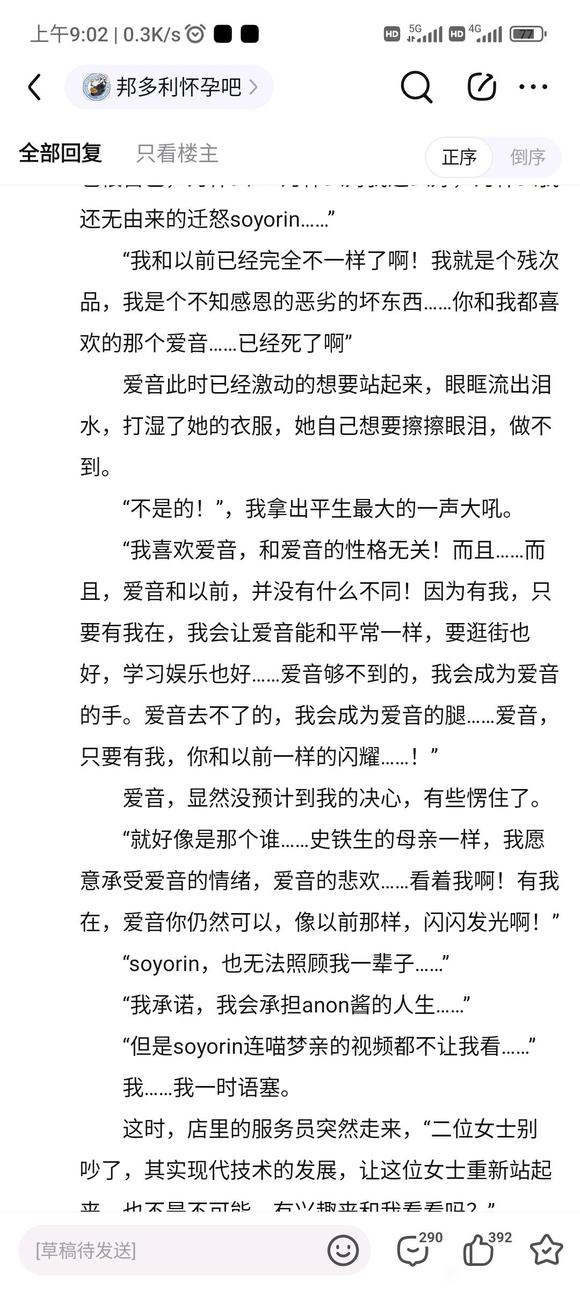 上午9:02 | 0.3K/s
HD 5G HD 4G 77
邦多利怀孕吧
全部回复 只看楼主 正序 倒序
还无由来的迁怒soyorin……”
“我和以前已经完全不一样了啊！我就是个残次
品，我是个不知感恩的恶劣的坏东西……你和我都喜
欢的那个爱音……已经死了啊”
爱音此时已经激动的想要站起来，眼眶流出泪
水，打湿了她的衣服，她自己想要擦擦眼泪，做不
到。
“不是的！”，我拿出平生最大的一声大吼。
“我喜欢爱音，和爱音的性格无关！而且……而
且，爱音和以前，并没有什么不同！因为有我，只
要有我在，我会让爱音能和平常一样，要逛街也
好，学习娱乐也好……爱音够不到的，我会成为爱音
的手。爱音去不了的，我会成为爱音的腿……爱音，
只要有我，你和以前一样的闪耀……！”
爱音，显然没预计到我的决心，有些愣住了。
“就好像是那个谁……史铁生的母亲一样，我愿
意承受爱音的情绪，爱音的悲欢……看着我啊！有我
在，爱音你仍然可以，像以前那样，闪闪发光啊！”
“soyorin，也无法照顾我一辈子……”
“我承诺，我会承担anon酱的人生……”
“但是soyorin连喵梦亲的视频都不让我看……”
我……我一时语塞。
这时，店里的服务员突然走来，“二位女士别
吵了，其实现代技术的发展，让这位女士重新站起
来，也不是不可能，有兴趣来和我看看吗？”
[草稿待发送] 290 392